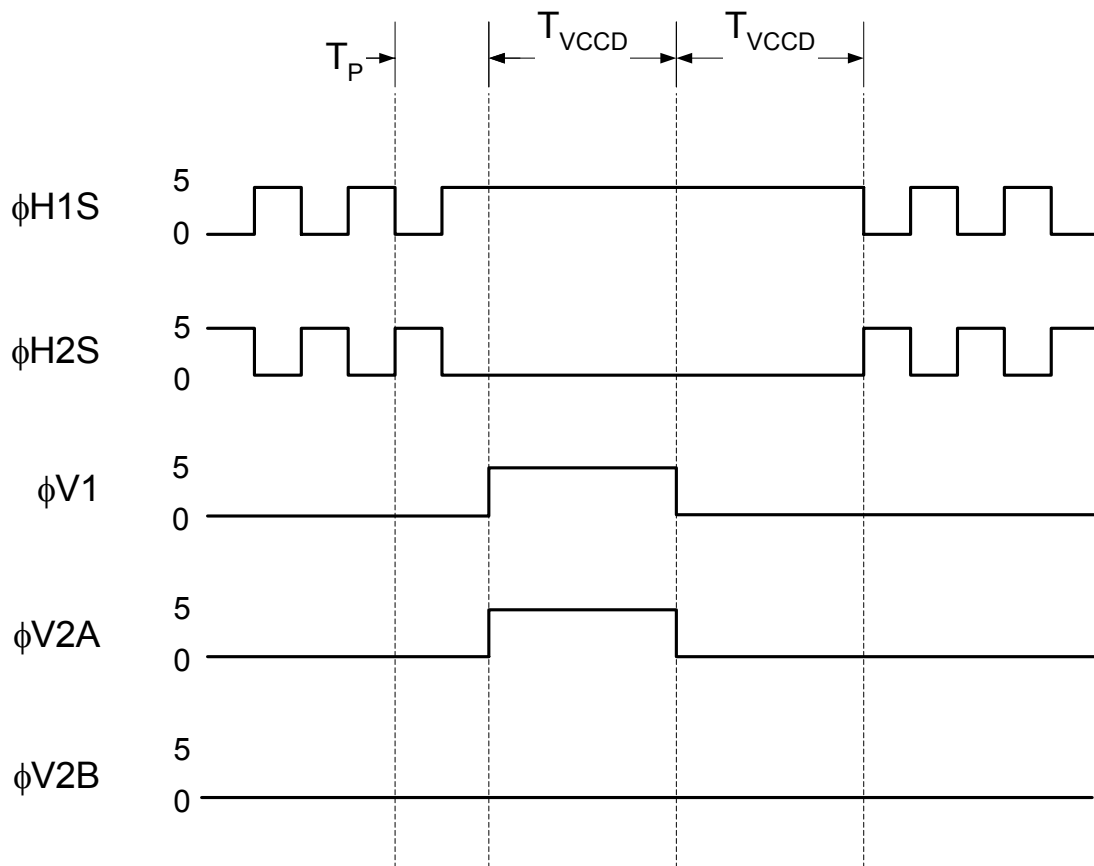 T_VCCD T_VCCD
T_P
ϕH1S 5
0
ϕH2S 5
0
ϕV1 5
0
ϕV2A 5
0
ϕV2B 5
0